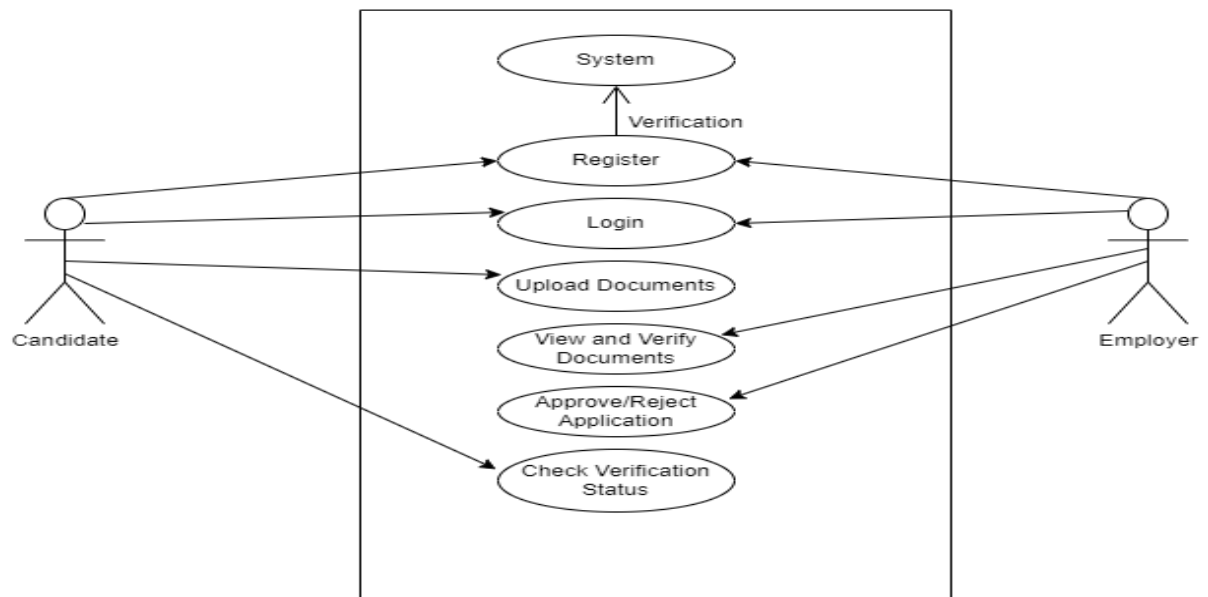 System
Verification
Register
Login
Upload Documents
View and Verify
Documents
Candidate
Employer
Approve/Reject
Application
Check Verification
Status